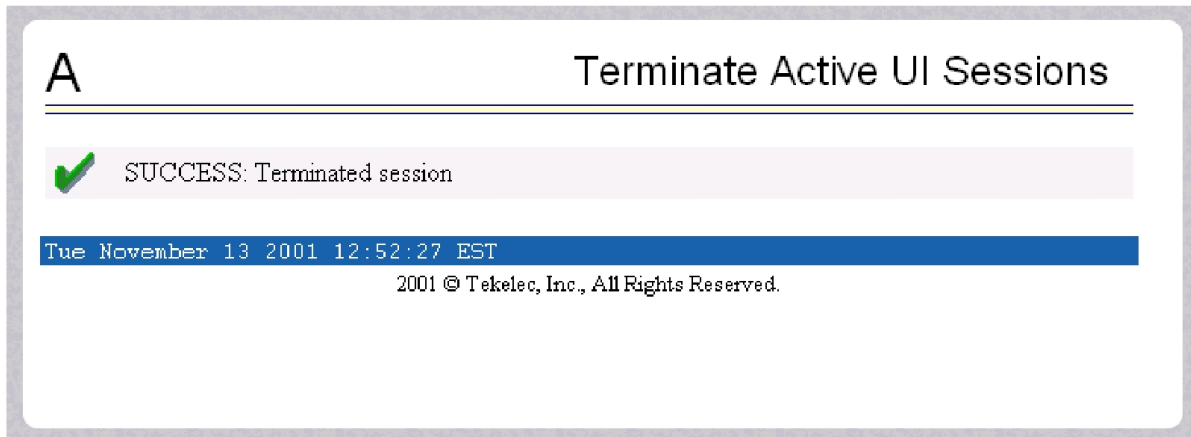 A
Terminate Active UI Sessions
SUCCESS: Terminated session
Tue November 13 2001 12:52:27 EST
2001 © Tekelec, Inc., All Rights Reserved.